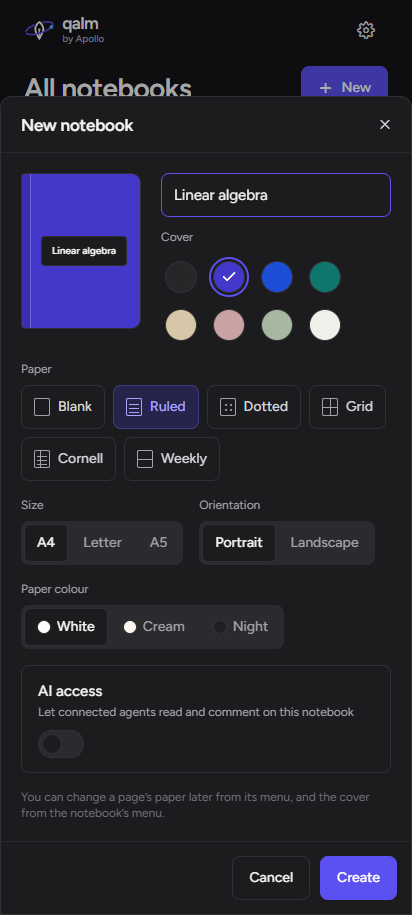 qalm
by Apollo
All notebooks
+ New
New notebook
Linear algebra
Linear algebra
Cover
Paper
Blank
Ruled
Dotted
Grid
Cornell
Weekly
Size
Orientation
A4
Letter
A5
Portrait
Landscape
Paper colour
White
Cream
Night
AI access
Let connected agents read and comment on this notebook
You can change a page's paper later from its menu, and the cover
from the notebook's menu.
Cancel
Create